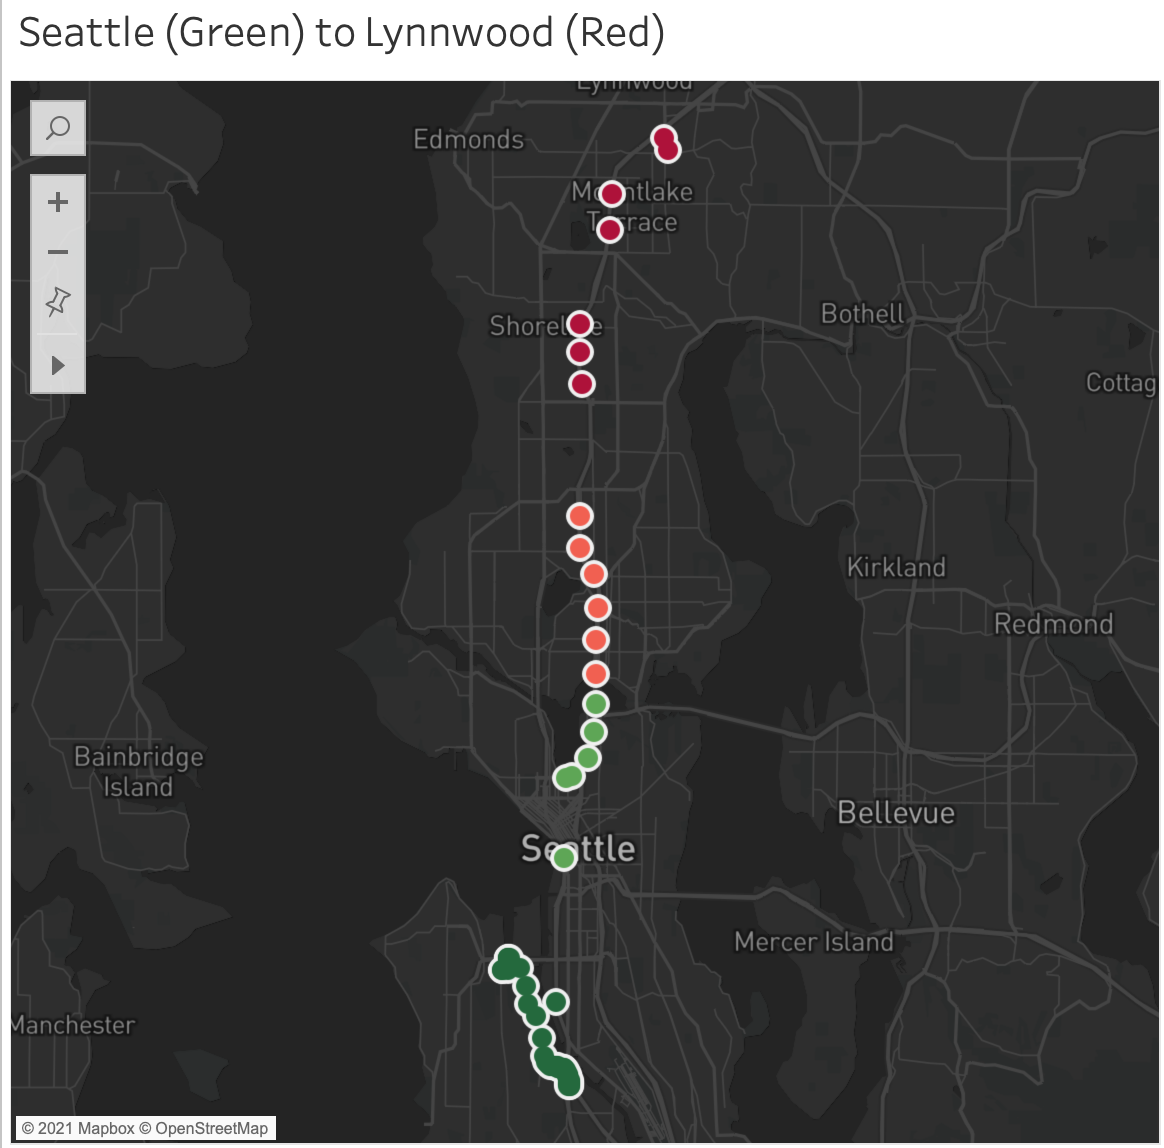 Seattle (Green) to Lynnwood (Red)
Lynnwood
Edmonds
Mountlake
Terrace
Bothell
Shoreline
Cottag
Kirkland
Redmond
Bainbridge
Island
Bellevue
Seattle
Mercer Island
Manchester
© 2021 Mapbox © OpenStreetMap